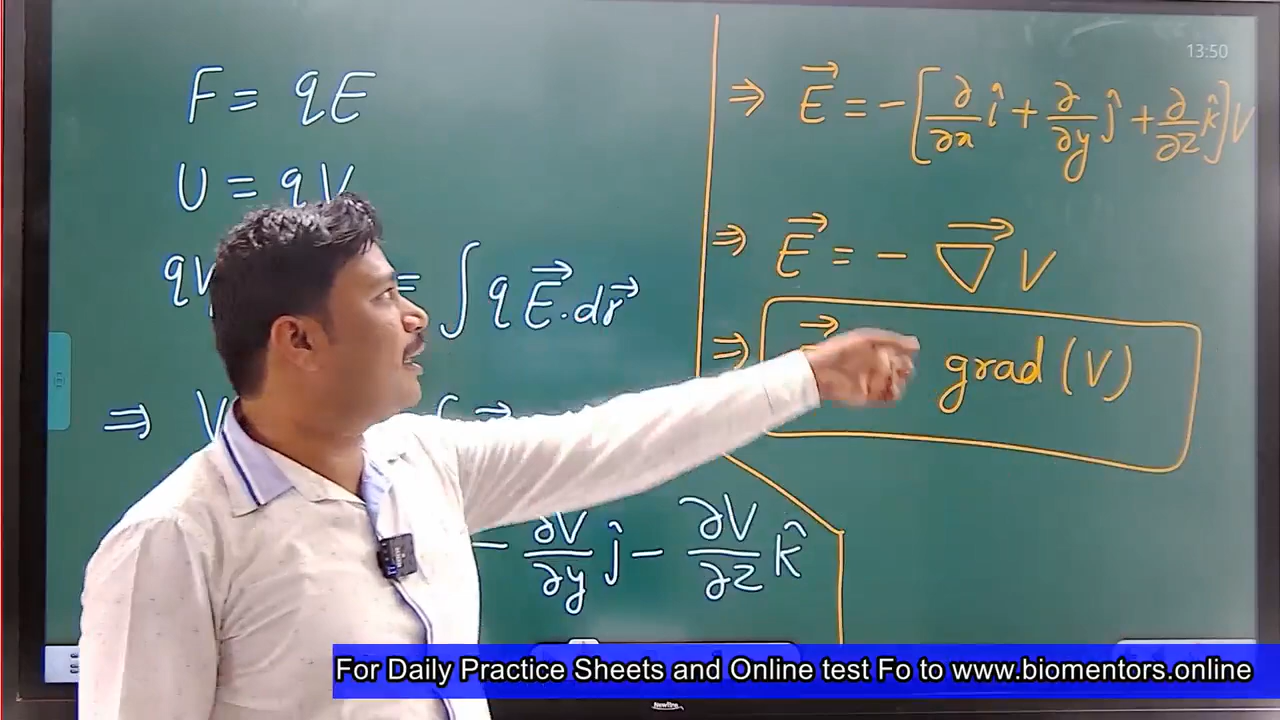 F = qE
U = qV
qV = ∫ q E⃗ . dr⃗
⇒ V
- ∂V/∂y ĵ - ∂V/∂z k̂
13:50
⇒ E⃗ = - [∂/∂x î + ∂/∂y ĵ + ∂/∂z k̂] V
⇒ E⃗ = - ∇⃗ V
⇒ grad (V)
For Daily Practice Sheets and Online test Fo to www.biomentors.online
Newline